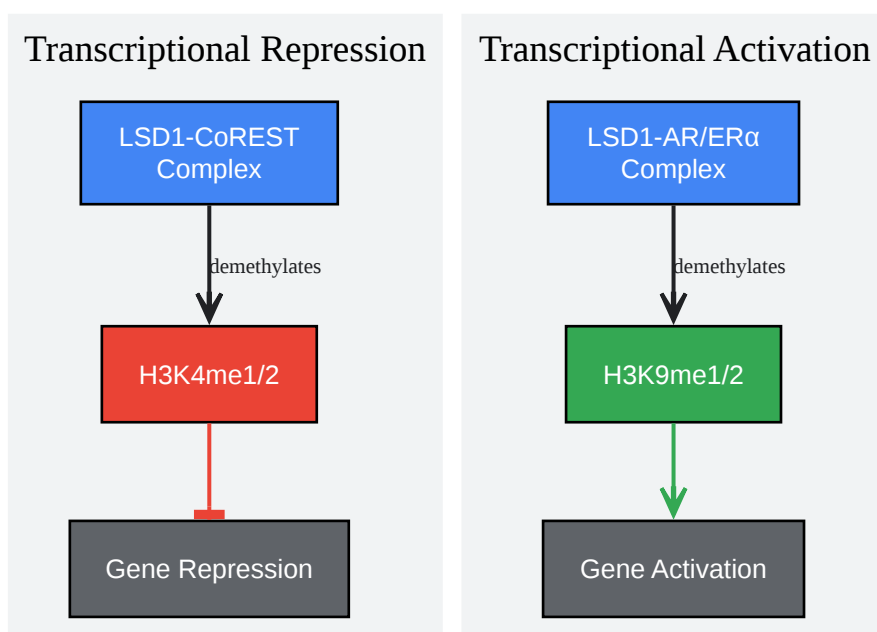 Transcriptional Repression
LSD1-CoREST
Complex
demethylates
H3K4me1/2
Gene Repression
Transcriptional Activation
LSD1-AR/ERα
Complex
demethylates
H3K9me1/2
Gene Activation